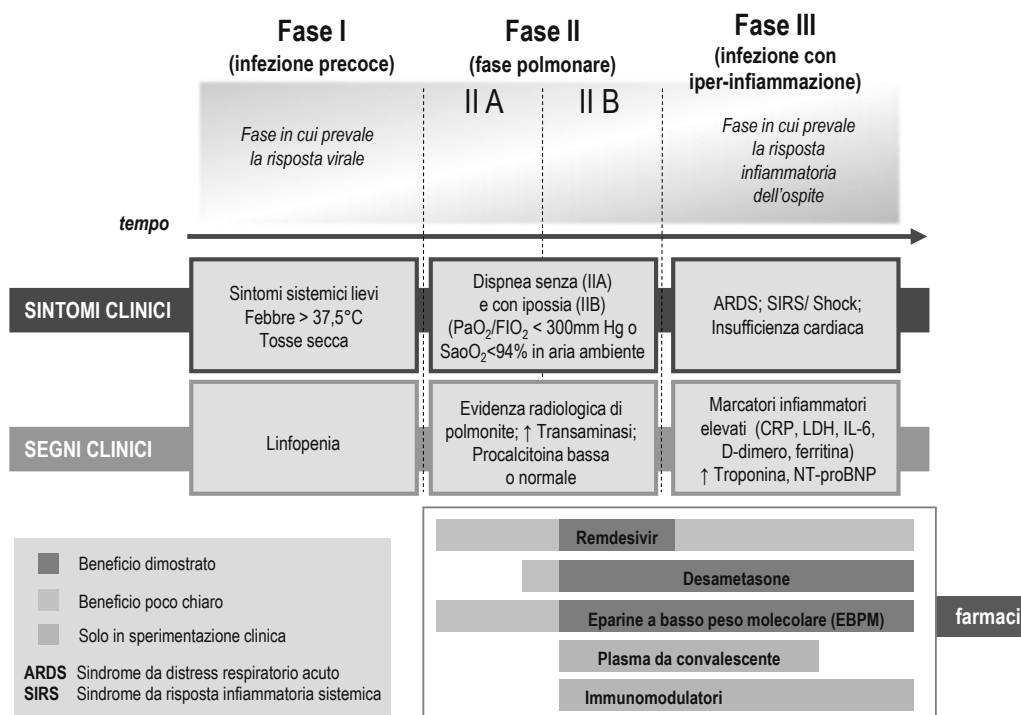 Fase I
(infezione precoce)
Fase II
(fase polmonare)
Fase III
(infezione con
iper-infiammazione)
II A
II B
Fase in cui prevale
la risposta virale
Fase in cui prevale
la risposta
infiammatoria
dell'ospite
tempo
SINTOMI CLINICI
Sintomi sistemici lievi
Febbre > 37,5°C
Tosse secca
Dispnea senza (IIA)
e con ipossia (IIB)
(PaO₂/FIO₂ < 300mm Hg o
SaoO₂<94% in aria ambiente
ARDS; SIRS/ Shock;
Insufficienza cardiaca
SEGNI CLINICI
Linfopenia
Evidenza radiologica di
polmonite; ↑ Transaminasi;
Procalcitoina bassa
o normale
Marcatori infiammatori
elevati (CRP, LDH, IL-6,
D-dimero, ferritina)
↑ Troponina, NT-proBNP
Beneficio dimostrato
Beneficio poco chiaro
Solo in sperimentazione clinica
ARDS Sindrome da distress respiratorio acuto
SIRS Sindrome da risposta infiammatoria sistemica
Remdesivir
Desametasone
Eparine a basso peso molecolare (EBPM)
Plasma da convalescente
Immunomodulatori
farmaci